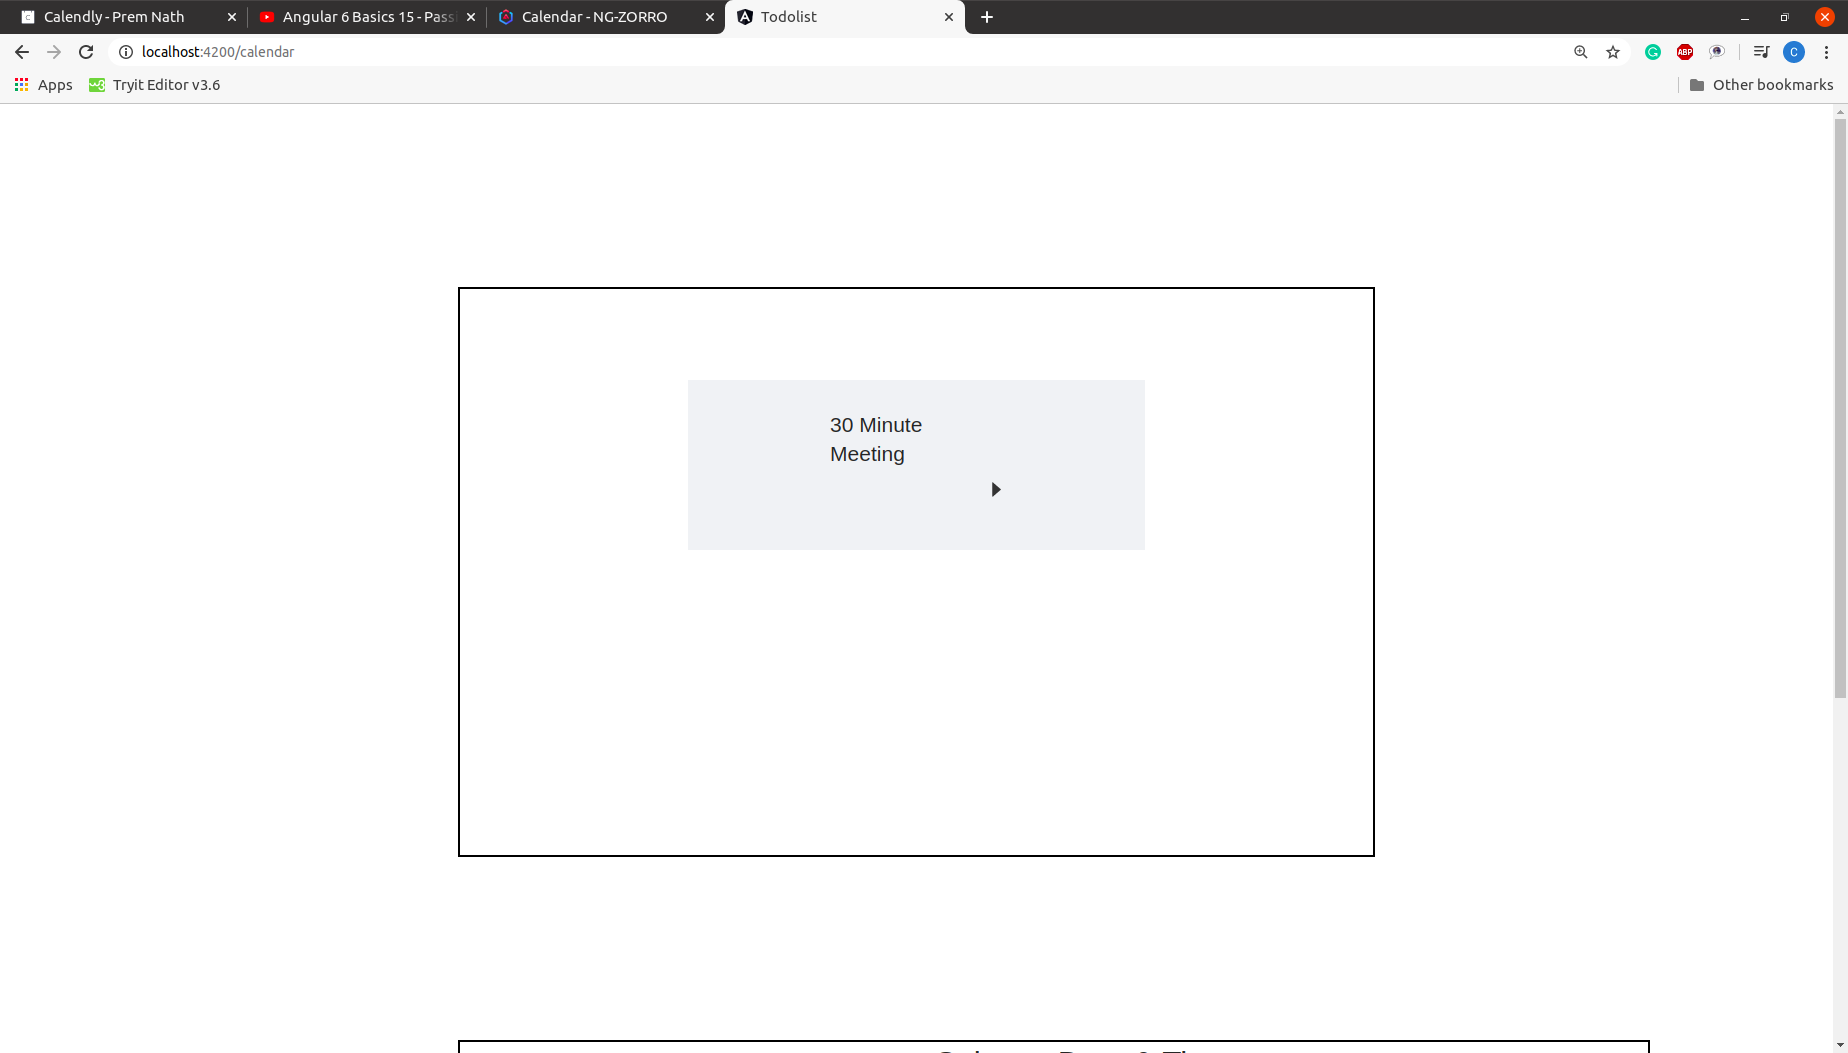 Calendly - Prem Nath
Angular 6 Basics 15 - Pass
Calendar - NG-ZORRO
Todolist
localhost:4200/calendar
ABP
C
Apps
Tryit Editor v3.6
Other bookmarks
30 Minute
Meeting